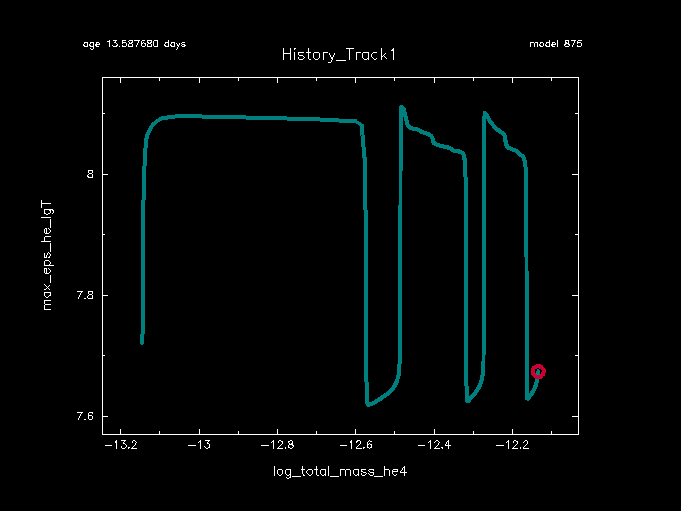 age 13.587680 days
model 875
History_Track1
max_eps_he_lgT
8
7.8
7.6
−13.2
−13
−12.8
−12.6
−12.4
−12.2
log_total_mass_he4